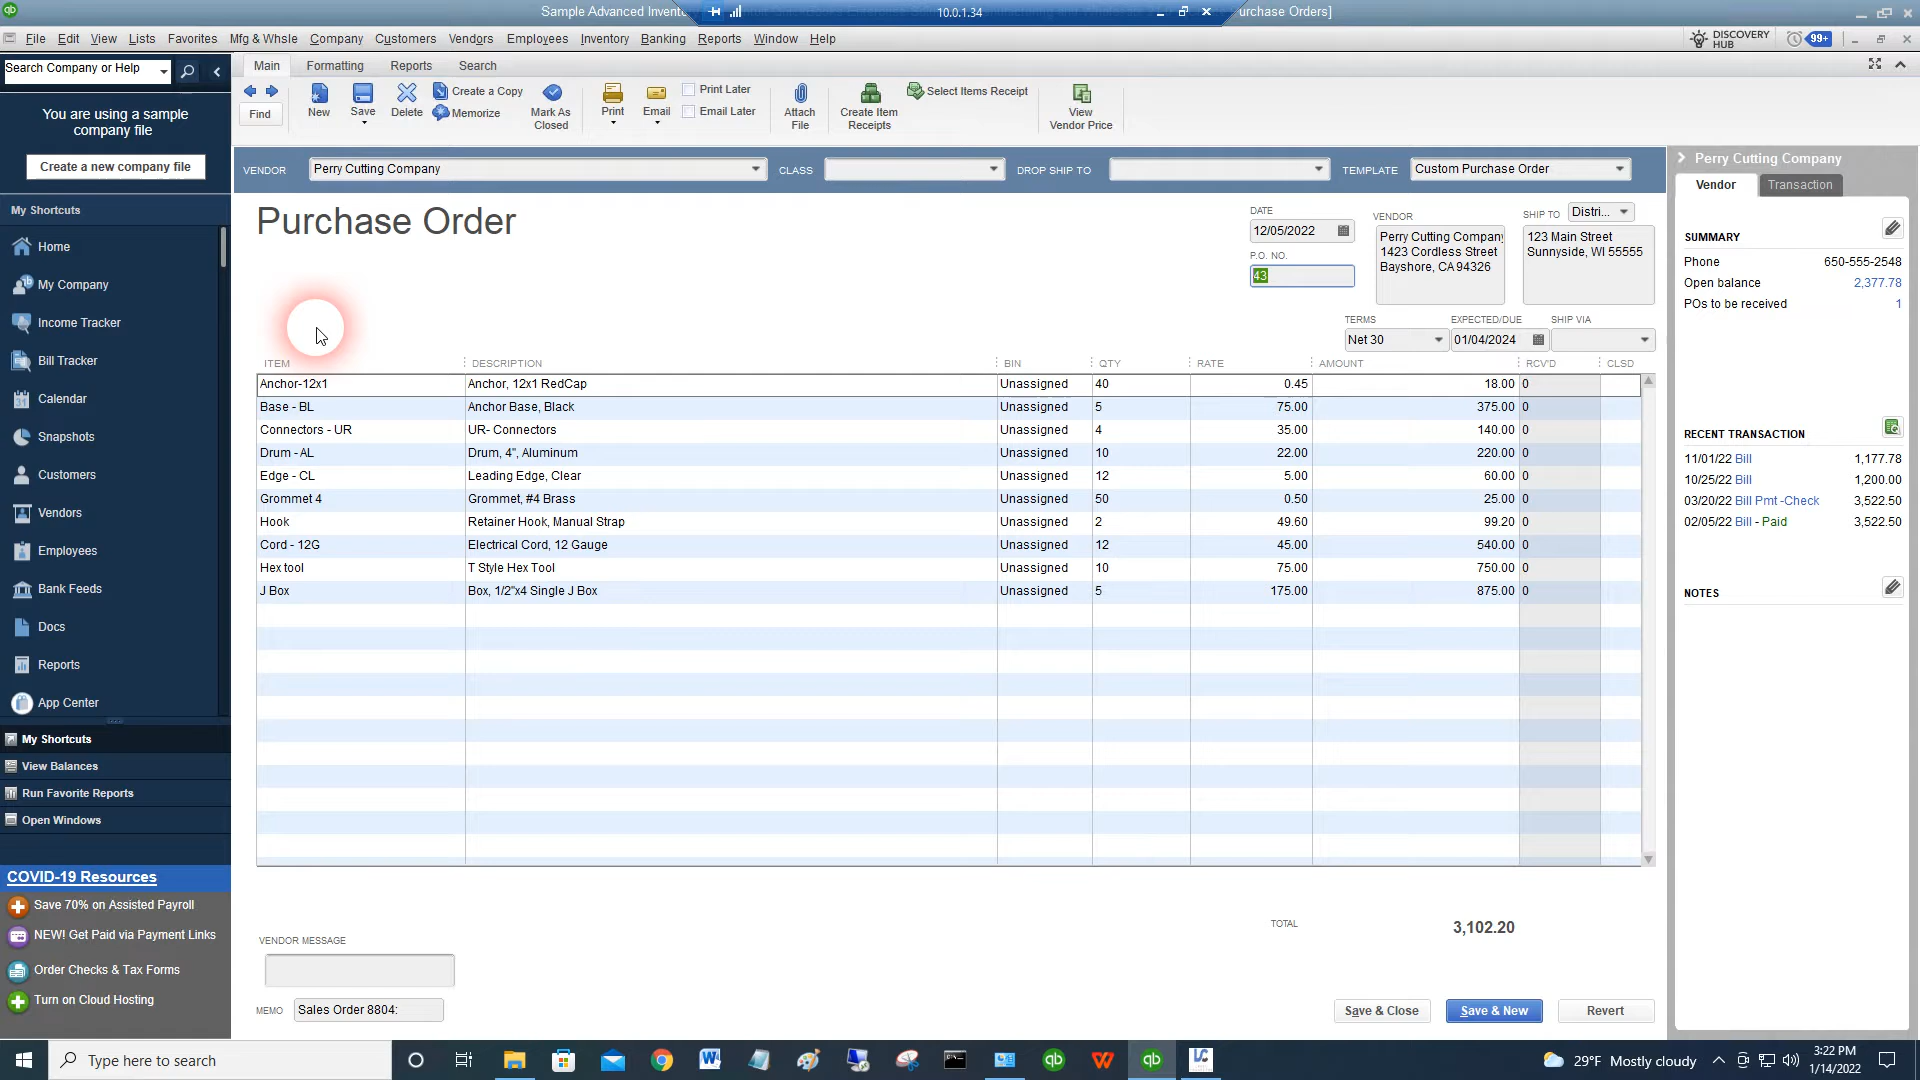 Sample Advanced Invento
10.0.1.34
urchase Orders]
File Edit View Lists Favorites Mfg & Whsle Company Customers Vendors Employees Inventory Banking Reports Window Help
DISCOVERY HUB
99+
Search Company or Help
You are using a sample
company file
Create a new company file
My Shortcuts
Home
My Company
Income Tracker
Bill Tracker
Calendar
Snapshots
Customers
Vendors
Employees
Bank Feeds
Docs
Reports
App Center
My Shortcuts
View Balances
Run Favorite Reports
Open Windows
COVID-19 Resources
Save 70% on Assisted Payroll
NEW! Get Paid via Payment Links
Order Checks & Tax Forms
Turn on Cloud Hosting
Main Formatting Reports Search
Find
New
Save
Delete
Create a Copy
Memorize
Mark As
Closed
Print
Email
Print Later
Email Later
Attach
File
Create Item
Receipts
Select Items Receipt
View
Vendor Price
VENDOR Perry Cutting Company CLASS DROP SHIP TO TEMPLATE Custom Purchase Order
Purchase Order
DATE
12/05/2022
P.O. NO.
43
VENDOR
Perry Cutting Company
1423 Cordless Street
Bayshore, CA 94326
SHIP TO Distri...
123 Main Street
Sunnyside, WI 55555
TERMS EXPECTED/DUE SHIP VIA
Net 30 01/04/2024
ITEM DESCRIPTION BIN QTY RATE AMOUNT RCV'D CLSD
Anchor-12x1 Anchor, 12x1 RedCap Unassigned 40 0.45 18.00 0
Base - BL Anchor Base, Black Unassigned 5 75.00 375.00 0
Connectors - UR UR- Connectors Unassigned 4 35.00 140.00 0
Drum - AL Drum, 4", Aluminum Unassigned 10 22.00 220.00 0
Edge - CL Leading Edge, Clear Unassigned 12 5.00 60.00 0
Grommet 4 Grommet, #4 Brass Unassigned 50 0.50 25.00 0
Hook Retainer Hook, Manual Strap Unassigned 2 49.60 99.20 0
Cord - 12G Electrical Cord, 12 Gauge Unassigned 12 45.00 540.00 0
Hex tool T Style Hex Tool Unassigned 10 75.00 750.00 0
J Box Box, 1/2"x4 Single J Box Unassigned 5 175.00 875.00 0
TOTAL 3,102.20
VENDOR MESSAGE
MEMO Sales Order 8804:
Save & Close Save & New Revert
Perry Cutting Company
Vendor Transaction
SUMMARY
Phone 650-555-2548
Open balance 2,377.78
POs to be received 1
RECENT TRANSACTION
11/01/22 Bill 1,177.78
10/25/22 Bill 1,200.00
03/20/22 Bill Pmt -Check 3,522.50
02/05/22 Bill - Paid 3,522.50
NOTES
Type here to search
29°F Mostly cloudy
3:22 PM
1/14/2022